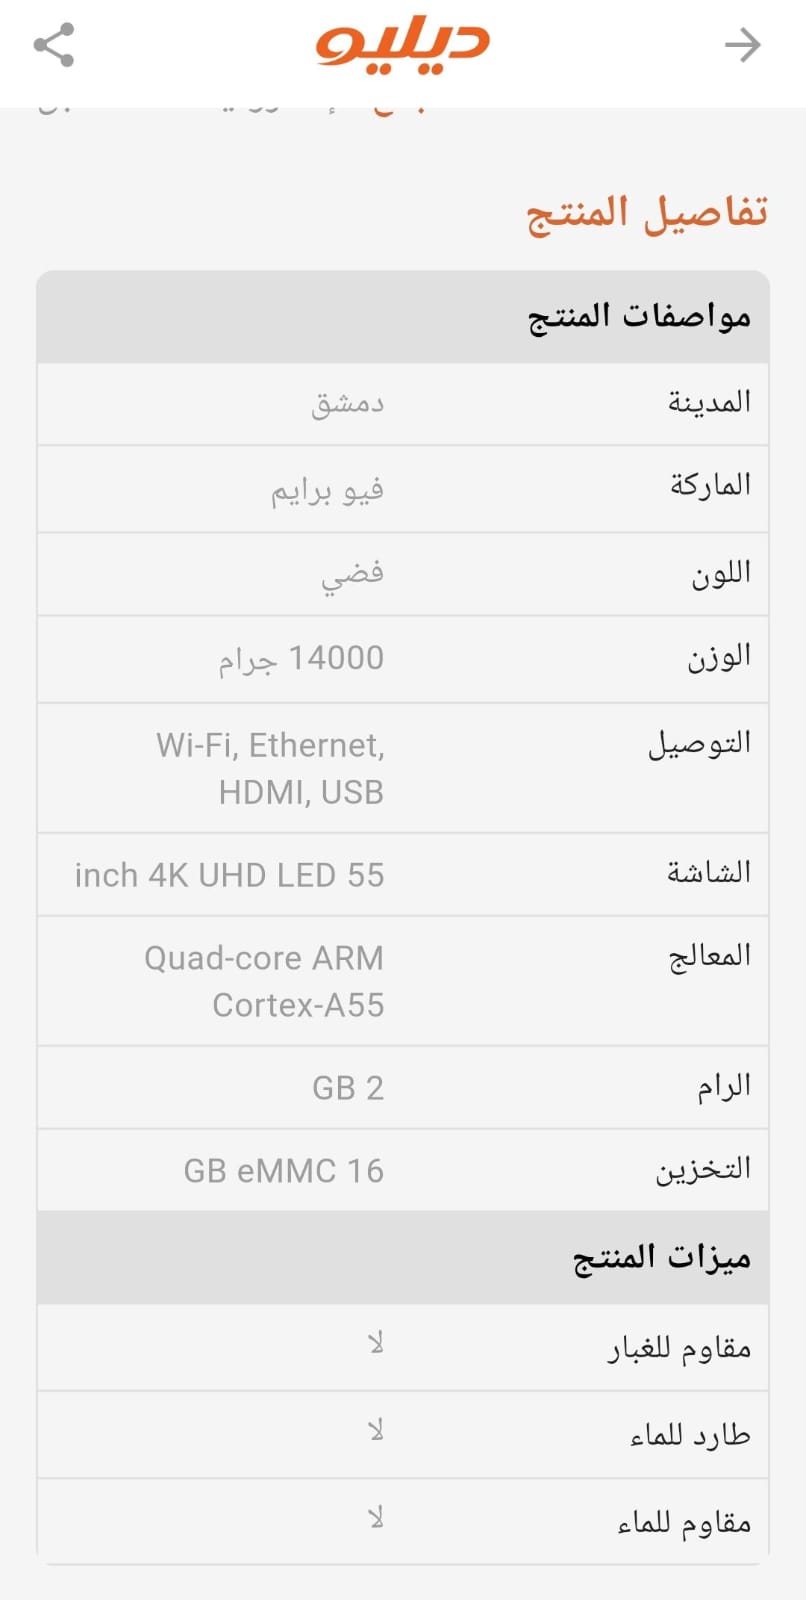 ديليو
تفاصيل المنتج
مواصفات المنتج
المدينة
دمشق
الماركة
فيو برايم
اللون
فضي
الوزن
14000 جرام
التوصيل
Wi-Fi, Ethernet,
HDMI, USB
الشاشة
inch 4K UHD LED 55
المعالج
Quad-core ARM
Cortex-A55
الرام
GB 2
التخزين
GB eMMC 16
ميزات المنتج
مقاوم للغبار
لا
طارد للماء
لا
مقاوم للماء
لا